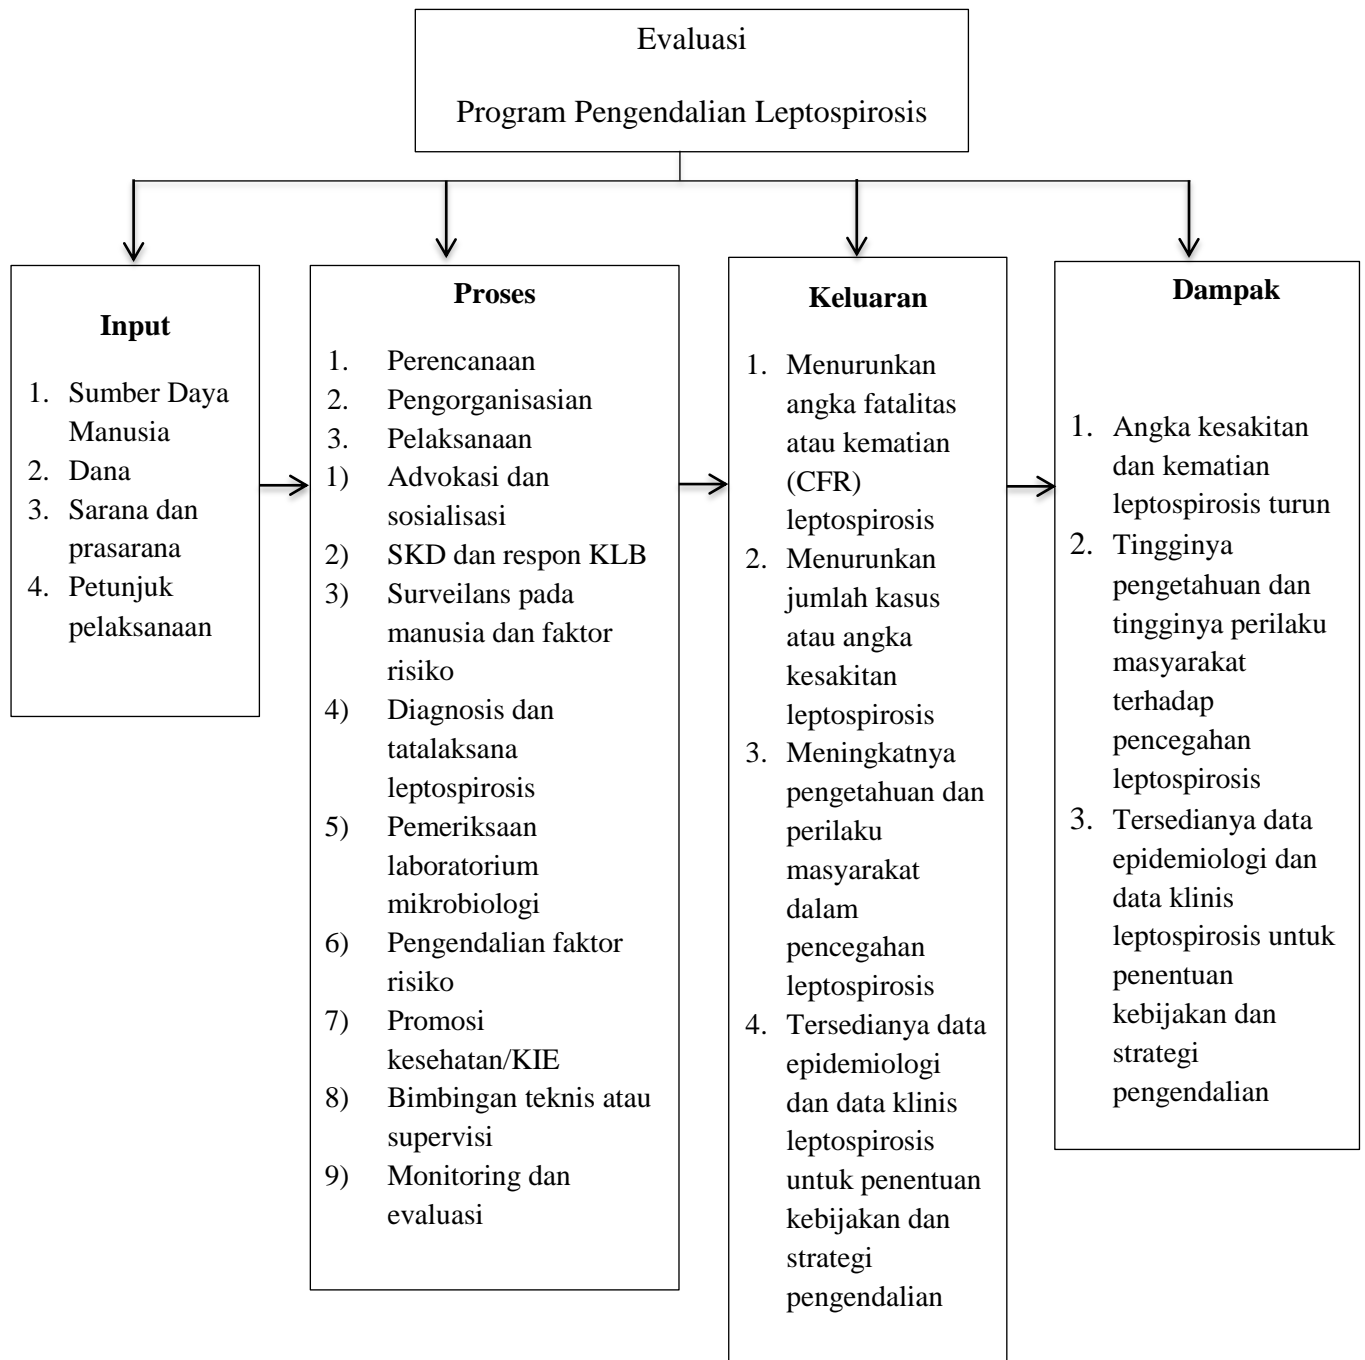 Evaluasi
Program Pengendalian Leptospirosis
Input
1. Sumber Daya
Manusia
2. Dana
3. Sarana dan
prasarana
4. Petunjuk
pelaksanaan
Proses
1. Perencanaan
2. Pengorganisasian
3. Pelaksanaan
1) Advokasi dan
sosialisasi
2) SKD dan respon KLB
3) Surveilans pada
manusia dan faktor
risiko
4) Diagnosis dan
tatalaksana
leptospirosis
5) Pemeriksaan
laboratorium
mikrobiologi
6) Pengendalian faktor
risiko
7) Promosi
kesehatan/KIE
8) Bimbingan teknis atau
supervisi
9) Monitoring dan
evaluasi
Keluaran
1. Menurunkan
angka fatalitas
atau kematian
(CFR)
leptospirosis
2. Menurunkan
jumlah kasus
atau angka
kesakitan
leptospirosis
3. Meningkatnya
pengetahuan dan
perilaku
masyarakat
dalam
pencegahan
leptospirosis
4. Tersedianya data
epidemiologi
dan data klinis
leptospirosis
untuk penentuan
kebijakan dan
strategi
pengendalian
Dampak
1. Angka kesakitan
dan kematian
leptospirosis turun
2. Tingginya
pengetahuan dan
tingginya perilaku
masyarakat
terhadap
pencegahan
leptospirosis
3. Tersedianya data
epidemiologi dan
data klinis
leptospirosis untuk
penentuan
kebijakan dan
strategi
pengendalian